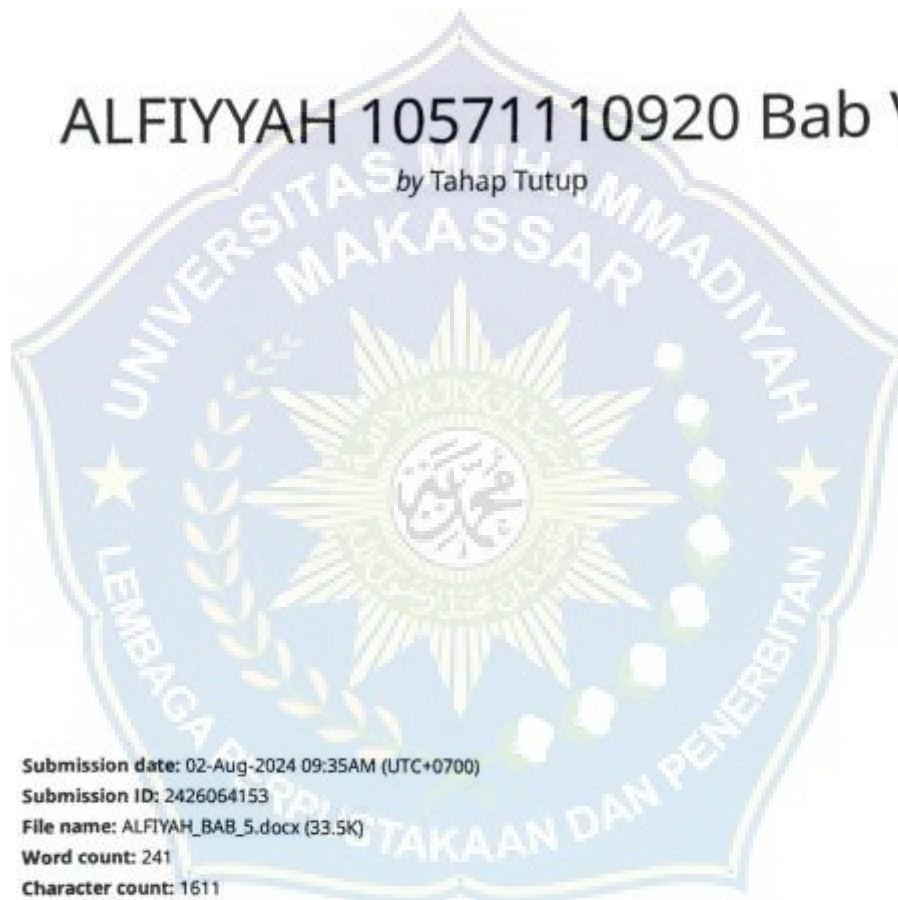 ALFIYYAH 10571110920 Bab V
by Tahap Tutup
UNIVERSITAS MUHAMMADIYAH
MAKASSAR
LEMBAGA PERPUSTAKAAN DAN PENERBITAN
Submission date: 02-Aug-2024 09:35AM (UTC+0700)
Submission ID: 2426064153
File name: ALFIYAH_BAB_5.docx (33.5K)
Word count: 241
Character count: 1611